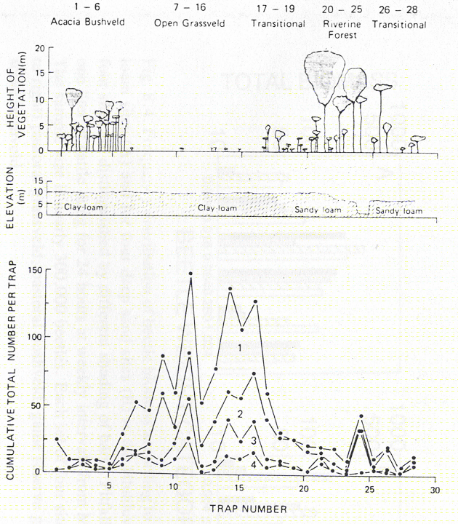 1 – 6 7 – 16 17 – 19 20 – 25 26 – 28
Acacia Bushveld Open Grassveld Transitional Riverine Transitional
Forest
HEIGHT OF
VEGETATION (m)
20
15
10
5
0
ELEVATION
(m)
15
10
5
0
Clay-loam Clay-loam Sandy loam Sandy loam
CUMULATIVE TOTAL NUMBER PER TRAP
150
100
50
0
1
2
3
4
5 10 15 20 25 30
TRAP NUMBER